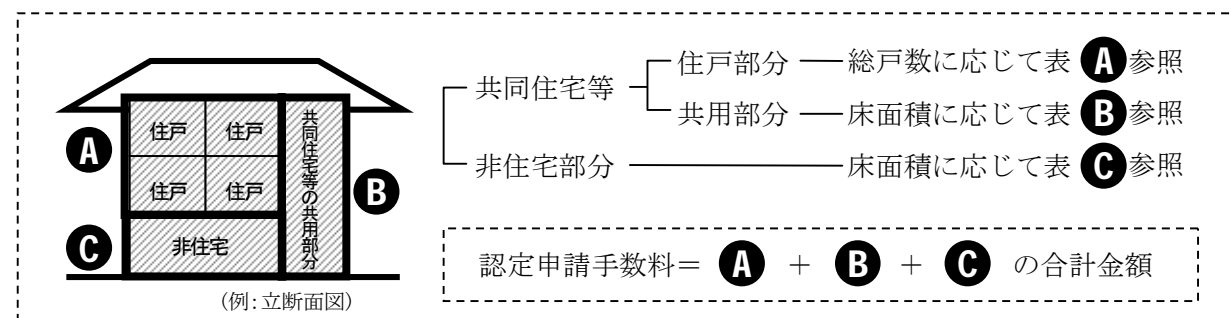 共同住宅等
住戸部分
総戸数に応じて表 A 参照
共用部分
床面積に応じて表 B 参照
非住宅部分
床面積に応じて表 C 参照
A
住戸
住戸
住戸
住戸
共同住宅等の共用部分
B
C
非住宅
(例:立断面図)
認定申請手数料= A + B + C の合計金額